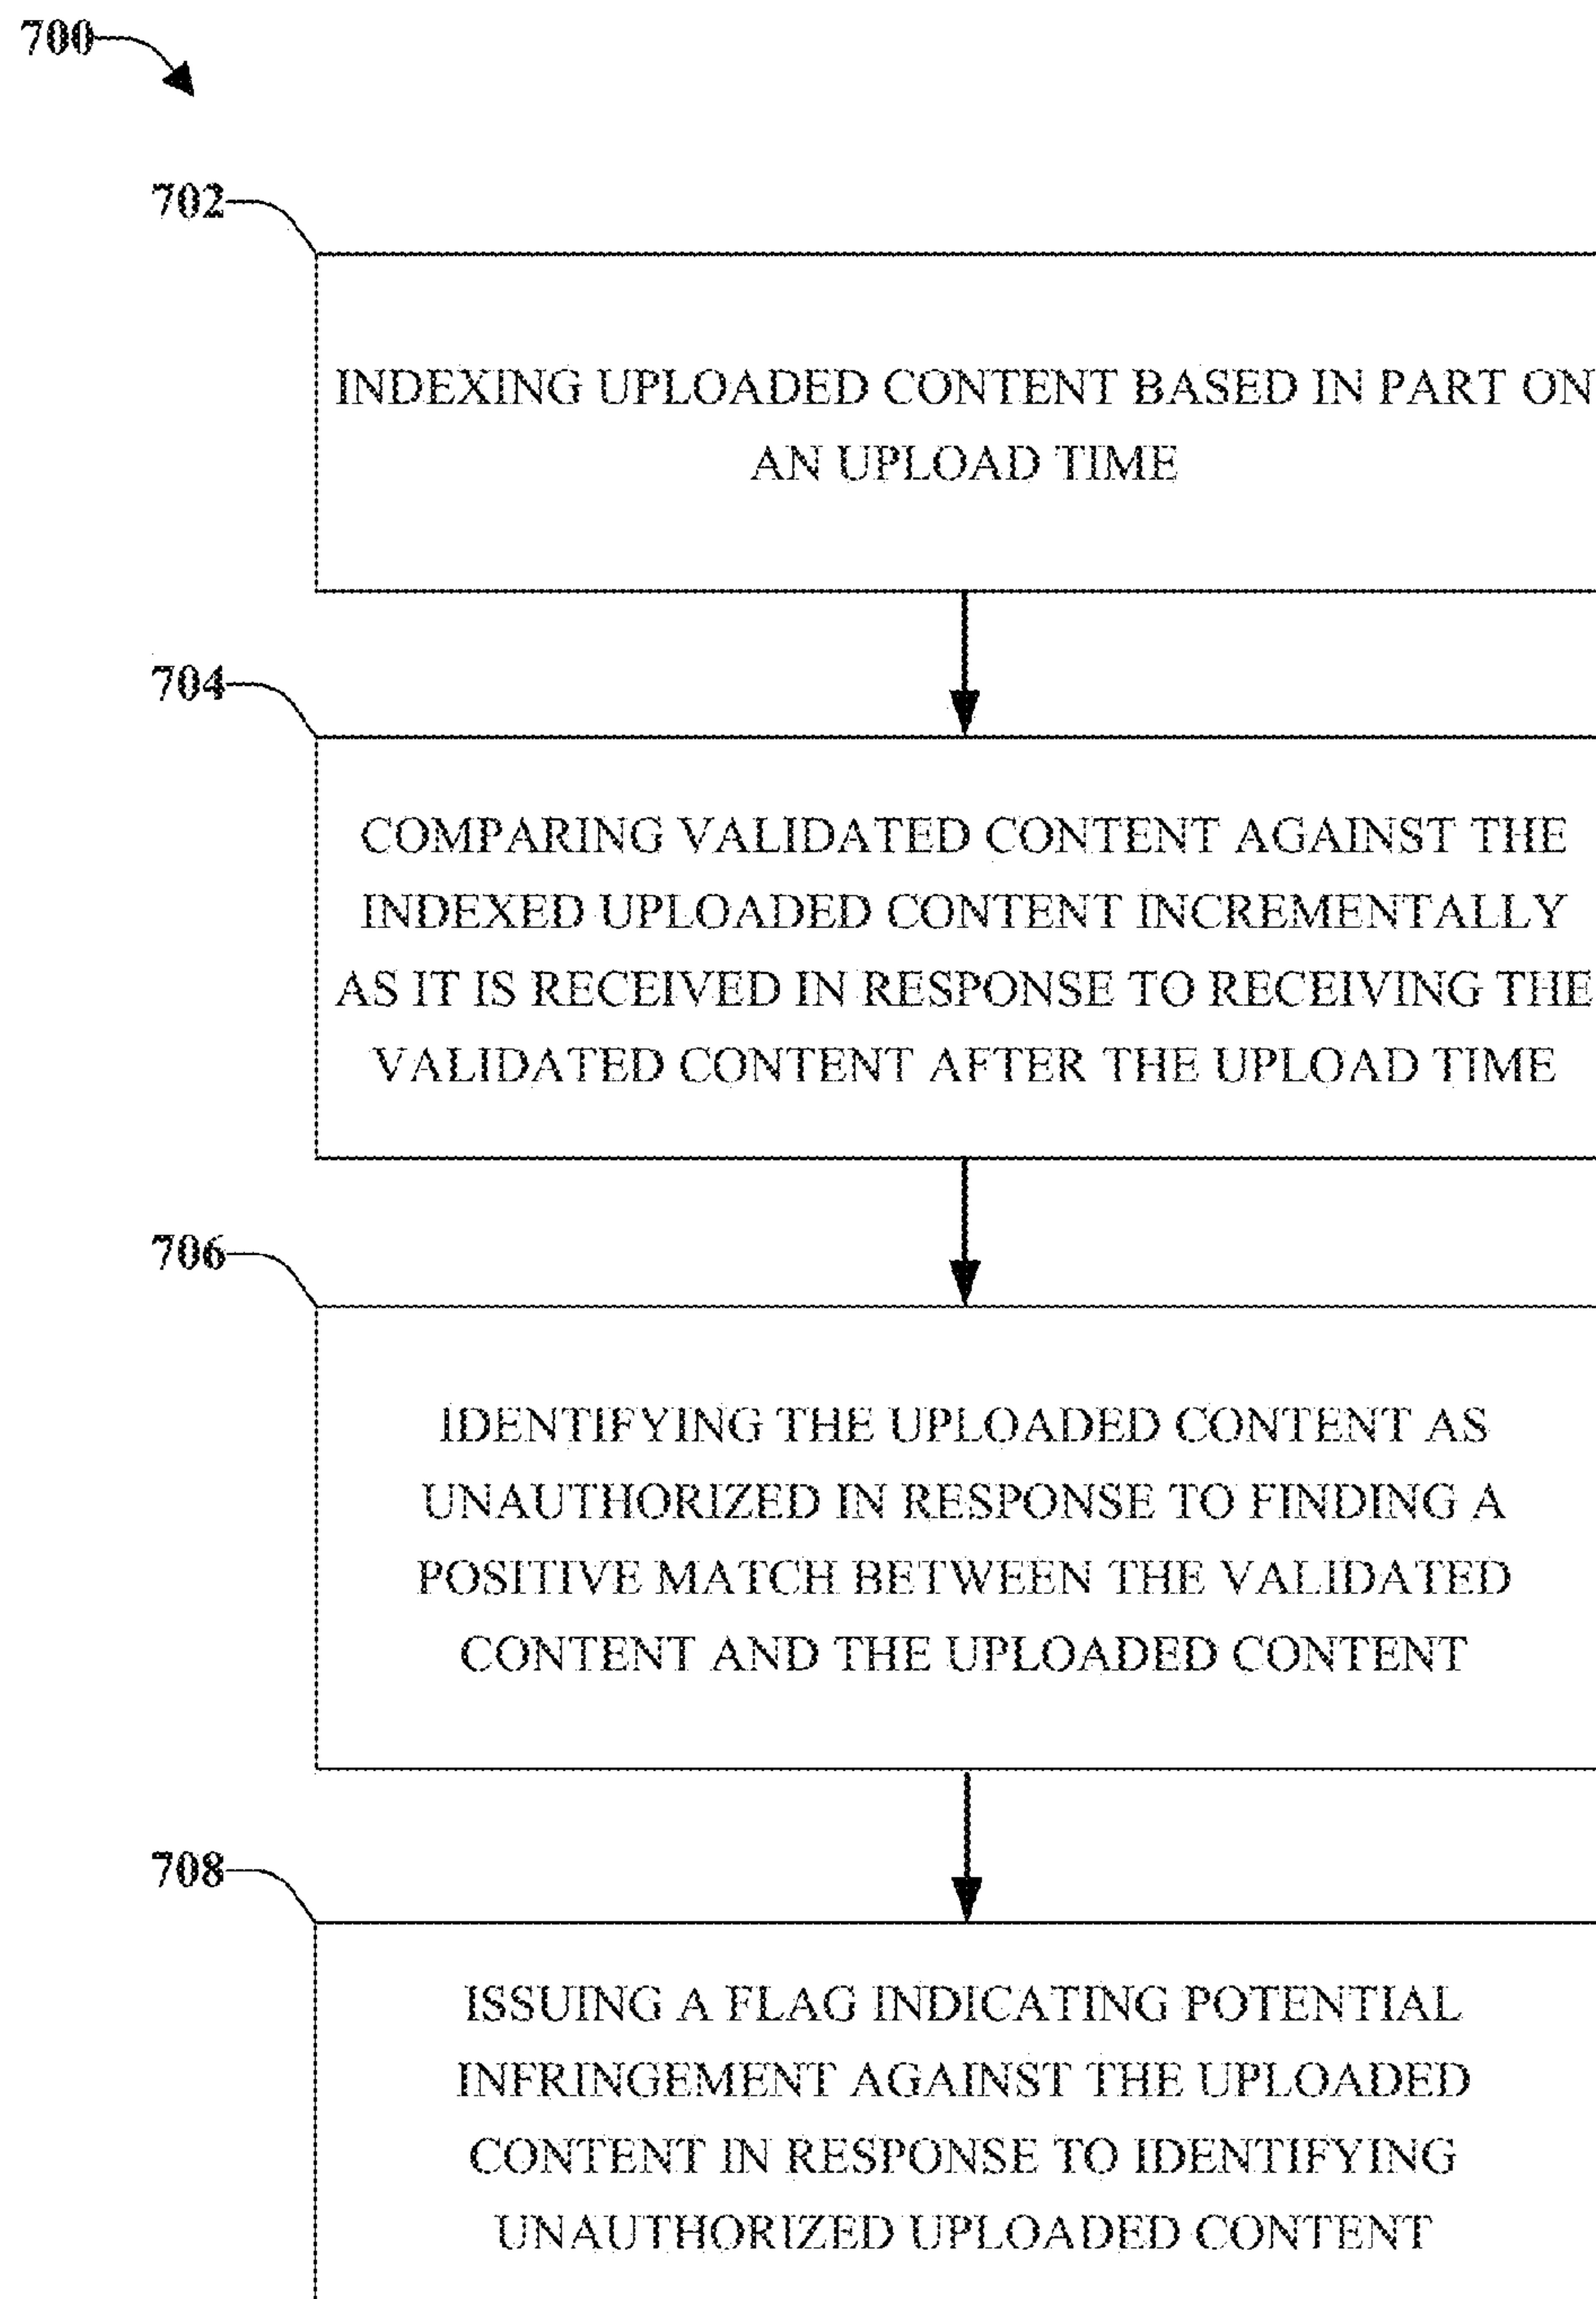 700
702
INDEXING UPLOADED CONTENT BASED IN PART ON
AN UPLOAD TIME
704
COMPARING VALIDATED CONTENT AGAINST THE
INDEXED UPLOADED CONTENT INCREMENTALLY
AS IT IS RECEIVED IN RESPONSE TO RECEIVING THE
VALIDATED CONTENT AFTER THE UPLOAD TIME
706
IDENTIFYING THE UPLOADED CONTENT AS
UNAUTHORIZED IN RESPONSE TO FINDING A
POSITIVE MATCH BETWEEN THE VALIDATED
CONTENT AND THE UPLOADED CONTENT
708
ISSUING A FLAG INDICATING POTENTIAL
INFRINGEMENT AGAINST THE UPLOADED
CONTENT IN RESPONSE TO IDENTIFYING
UNAUTHORIZED UPLOADED CONTENT